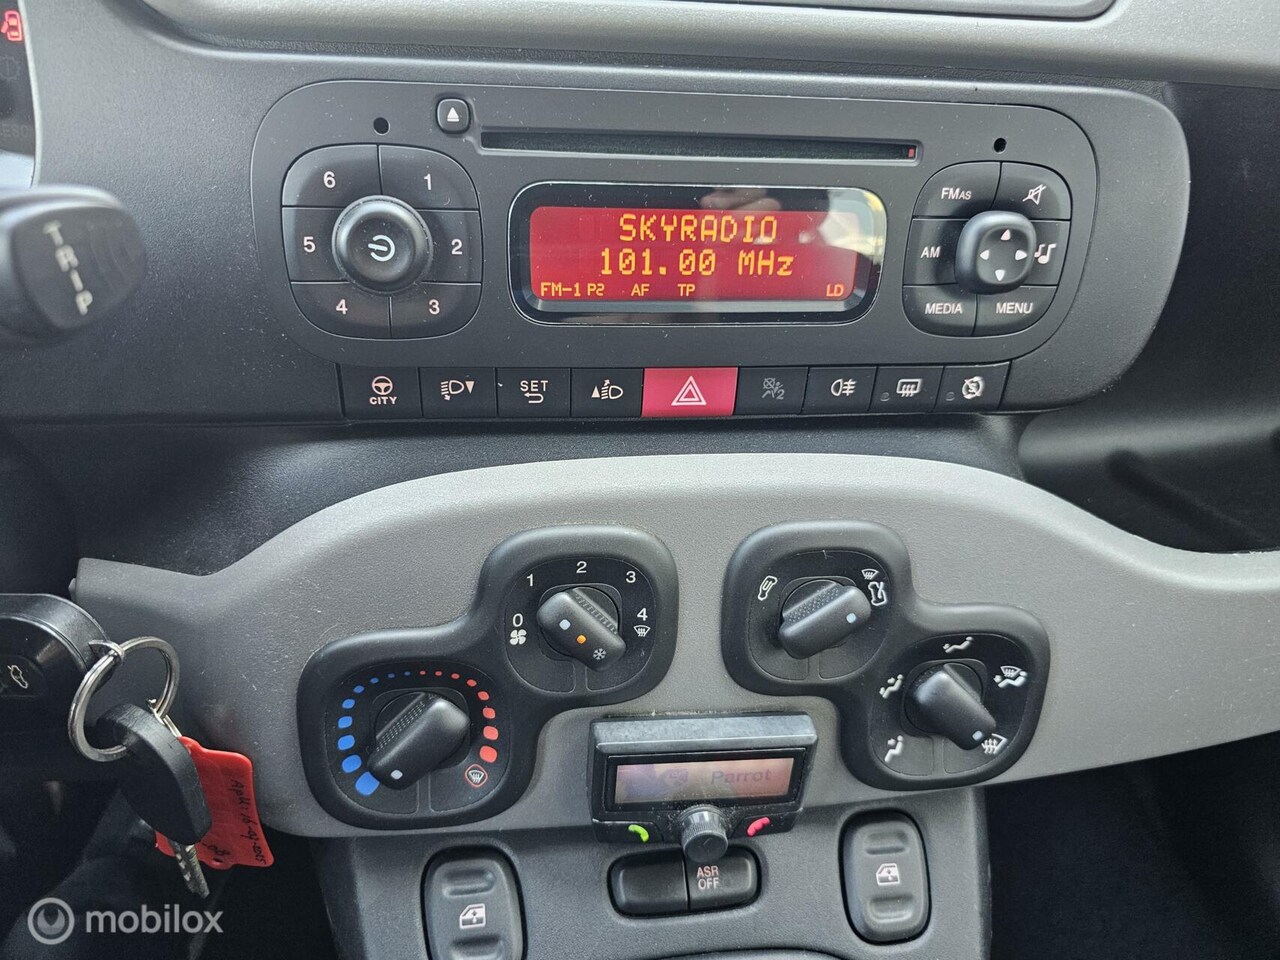 TRIP
6
1
5
2
4
3
SKYRADIO
101.00 MHz
FM-1 P2 AF TP LD
FMAS
AM
MEDIA
MENU
CITY
SET
0
1
2
3
4
Parrot
ASR
OFF
mobilox